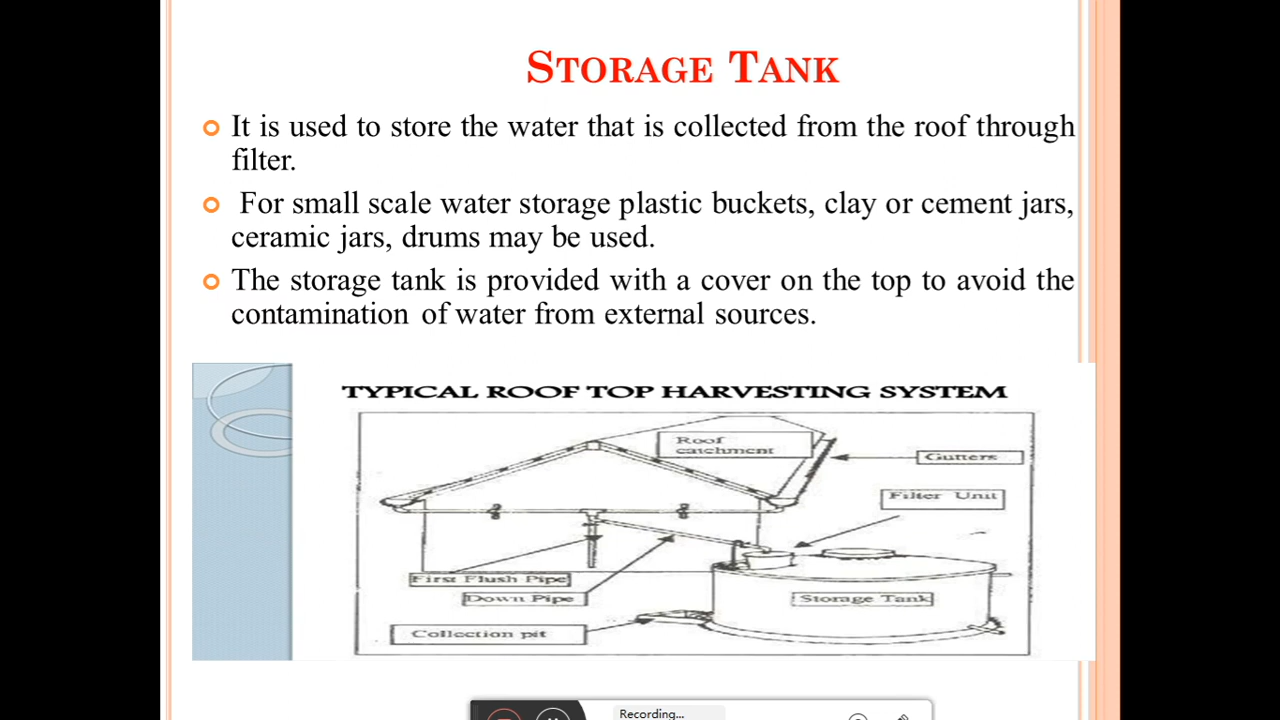 STORAGE TANK
It is used to store the water that is collected from the roof through
filter.
For small scale water storage plastic buckets, clay or cement jars,
ceramic jars, drums may be used.
The storage tank is provided with a cover on the top to avoid the
contamination of water from external sources.
TYPICAL ROOF TOP HARVESTING SYSTEM
Roof
catchment
Gutters
Filter Unit
First Flush Pipe
Down Pipe
Storage Tank
Collection pit
Recording...